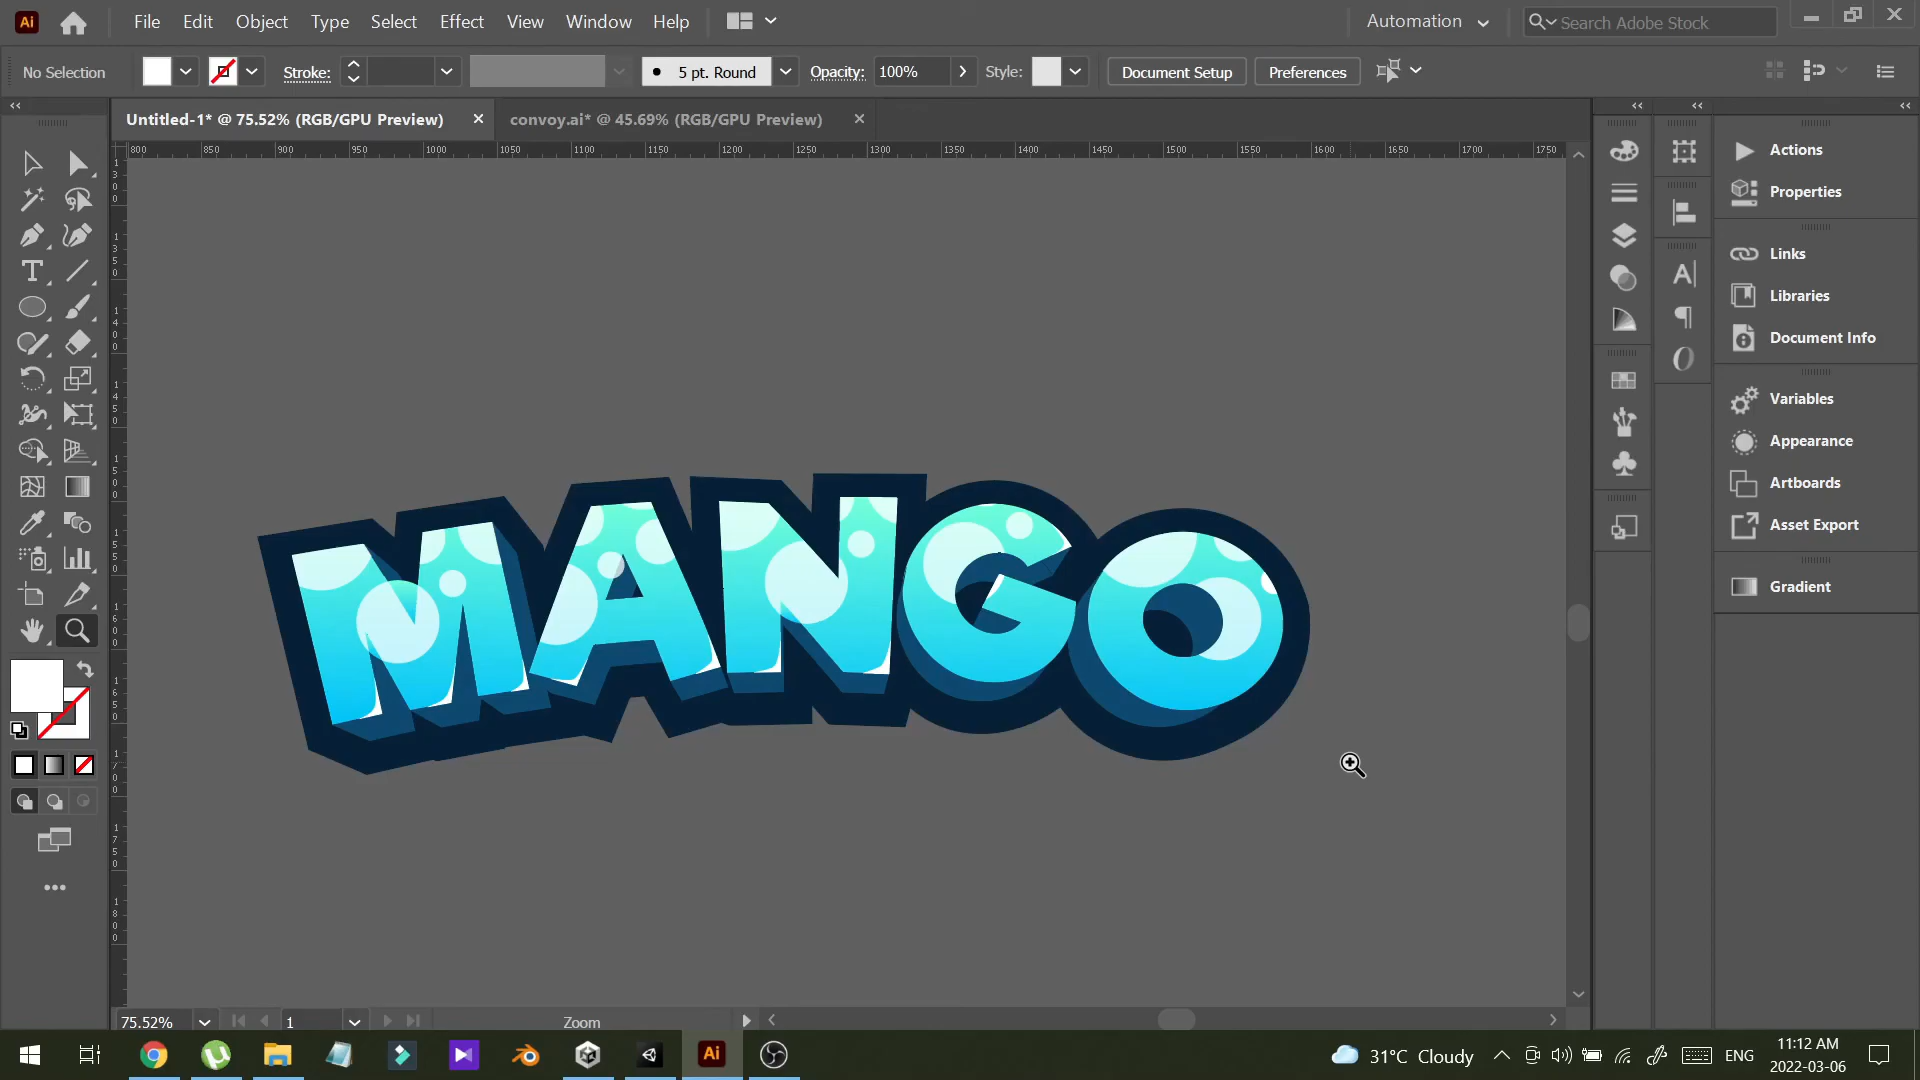 Ai File Edit Object Type Select Effect View Window Help Automation Search Adobe Stock
No Selection Stroke: 5 pt. Round Opacity: 100% Style: Document Setup Preferences
Untitled-1* @ 75.52% (RGB/GPU Preview) convoy.ai* @ 45.69% (RGB/GPU Preview)
800 850 900 950 1000 1050 1100 1150 1200 1250 1300 1350 1400 1450 1500 1550 1600 1650 1700 1750
Actions
Properties
Links
Libraries
Document Info
Variables
Appearance
Artboards
Asset Export
Gradient
MANGO
75.52% 1 Zoom
Ai 31°C Cloudy ENG 11:12 AM
2022-03-06